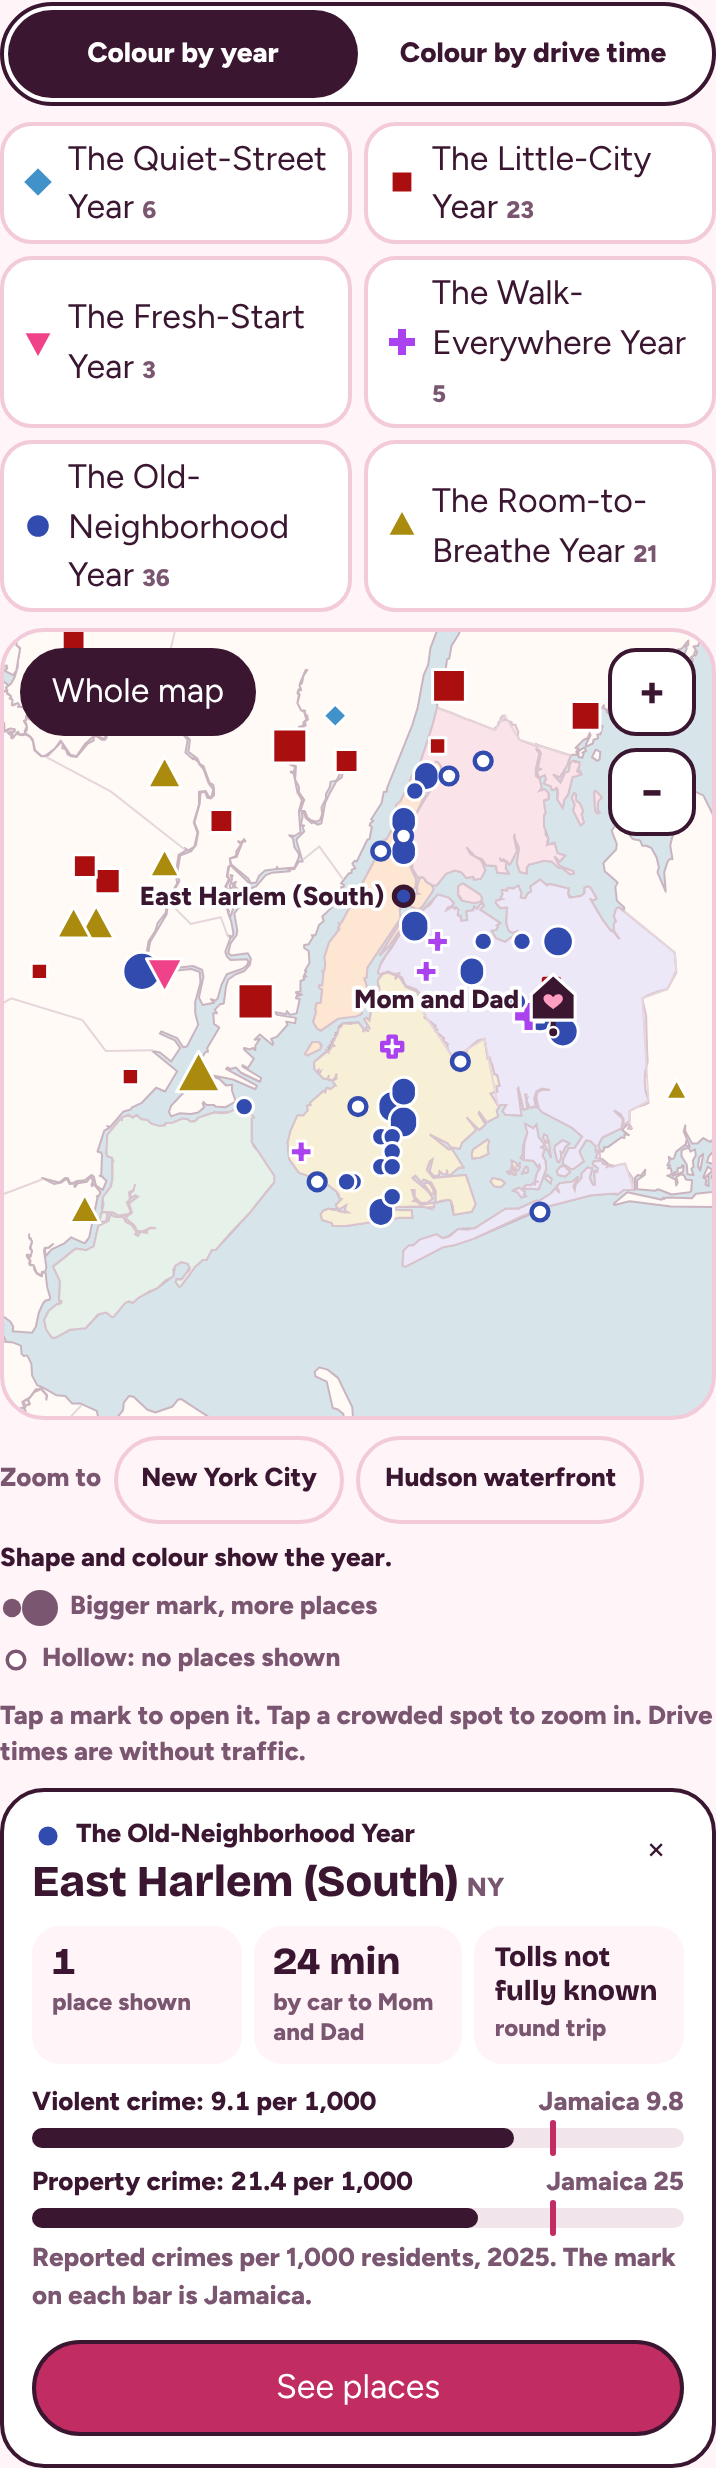 Colour by year
Colour by drive time
The Quiet-Street
Year 6
The Little-City
Year 23
The Fresh-Start
Year 3
The Walk-
Everywhere Year
5
The Old-
Neighborhood
Year 36
The Room-to-
Breathe Year 21
Whole map
+
-
East Harlem (South)
Mom and Dad
Zoom to
New York City
Hudson waterfront
Shape and colour show the year.
Bigger mark, more places
Hollow: no places shown
Tap a mark to open it. Tap a crowded spot to zoom in. Drive
times are without traffic.
The Old-Neighborhood Year
×
East Harlem (South) NY
1
place shown
24 min
by car to Mom
and Dad
Tolls not
fully known
round trip
Violent crime: 9.1 per 1,000
Jamaica 9.8
Property crime: 21.4 per 1,000
Jamaica 25
Reported crimes per 1,000 residents, 2025. The mark
on each bar is Jamaica.
See places